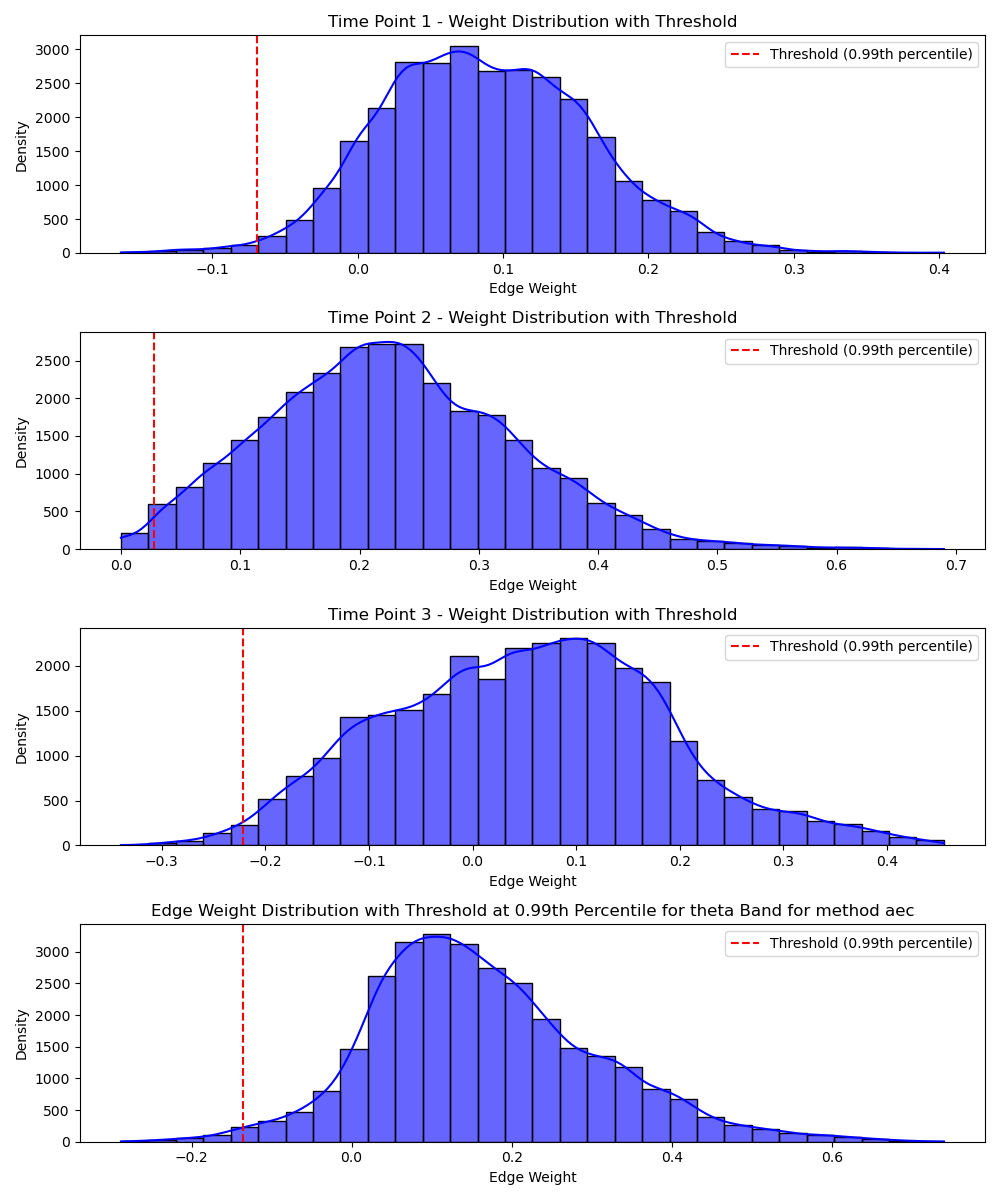 Time Point 1 - Weight Distribution with Threshold
Threshold (0.99th percentile)
3000
2500
2000
1500
1000
500
0
Density
−0.1 0.0 0.1 0.2 0.3 0.4
Edge Weight
Time Point 2 - Weight Distribution with Threshold
Threshold (0.99th percentile)
2500
2000
1500
1000
500
0
Density
0.0 0.1 0.2 0.3 0.4 0.5 0.6 0.7
Edge Weight
Time Point 3 - Weight Distribution with Threshold
Threshold (0.99th percentile)
2000
1500
1000
500
0
Density
−0.3 −0.2 −0.1 0.0 0.1 0.2 0.3 0.4
Edge Weight
Edge Weight Distribution with Threshold at 0.99th Percentile for theta Band for method aec
Threshold (0.99th percentile)
3000
2500
2000
1500
1000
500
0
Density
−0.2 0.0 0.2 0.4 0.6
Edge Weight